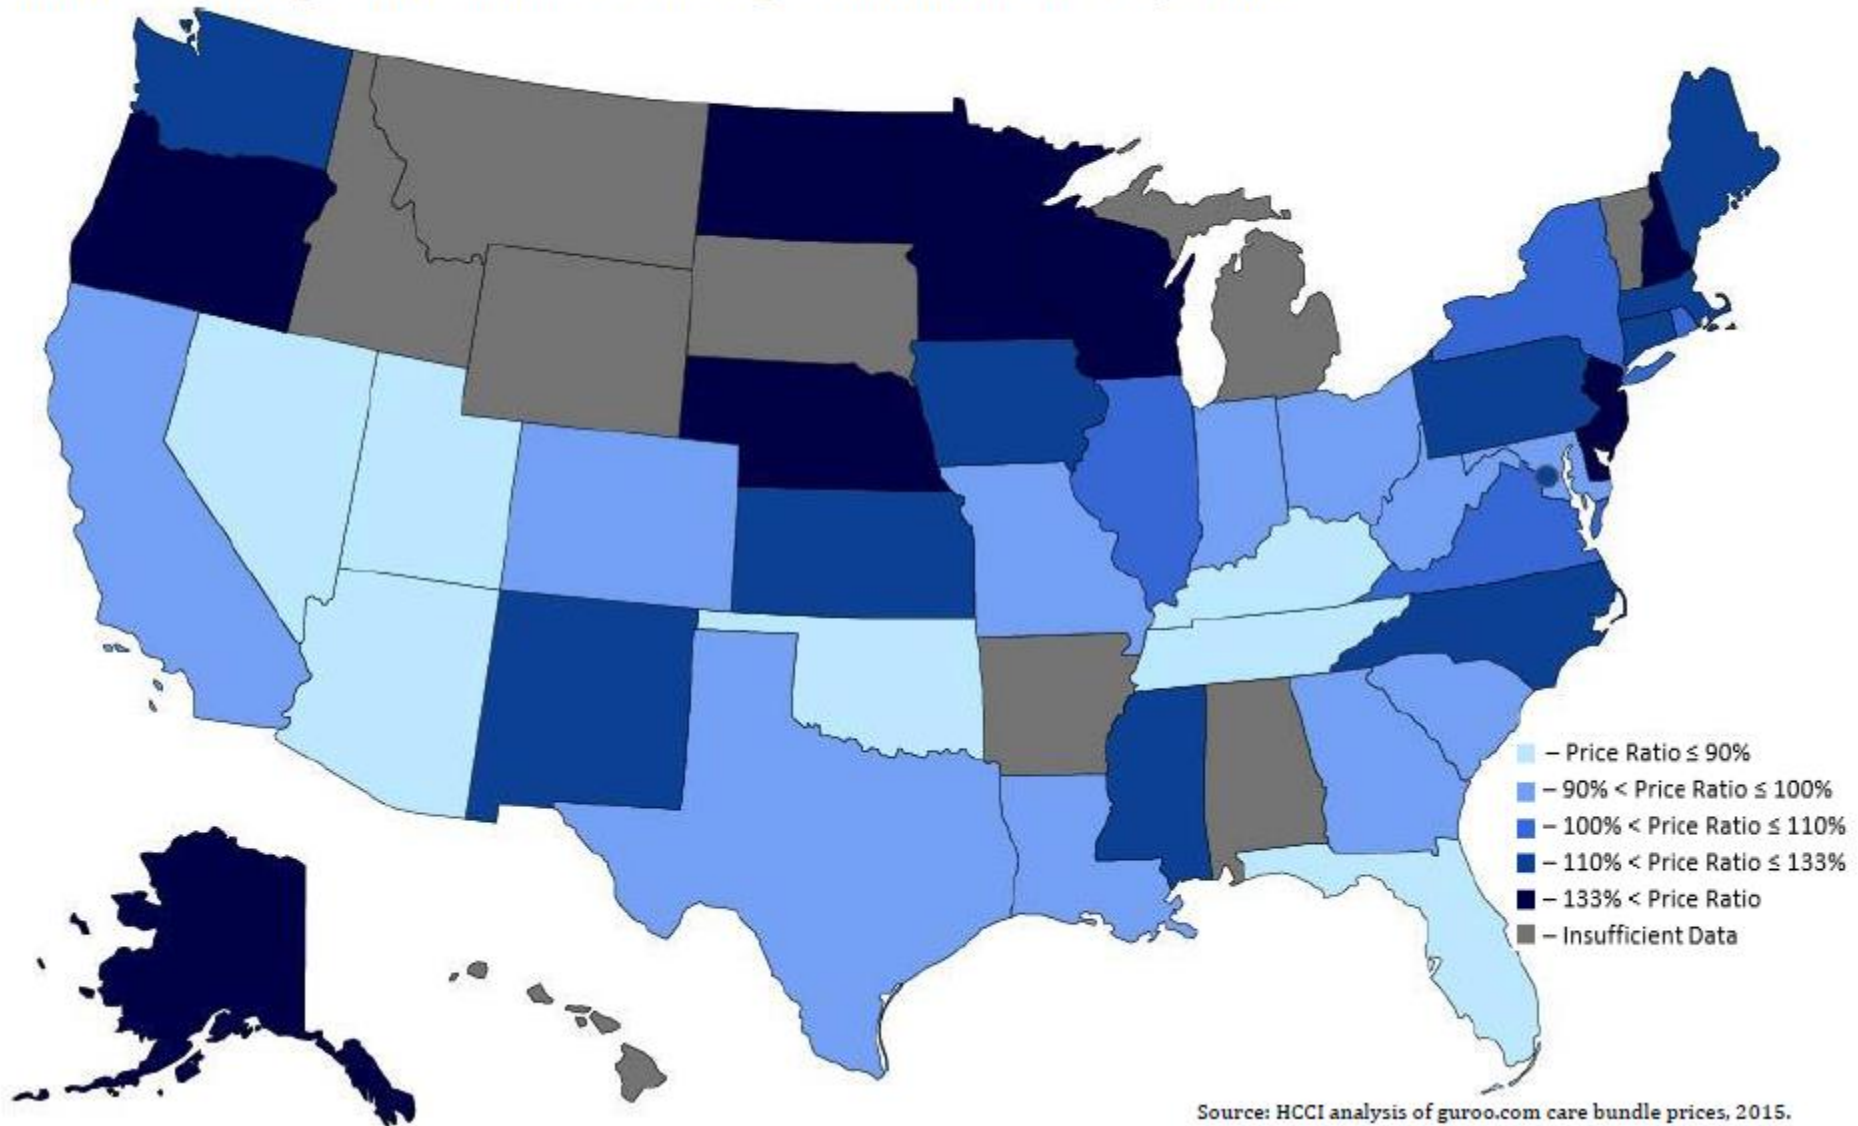 – Price Ratio ≤ 90%
– 90% < Price Ratio ≤ 100%
– 100% < Price Ratio ≤ 110%
– 110% < Price Ratio ≤ 133%
– 133% < Price Ratio
– Insufficient Data
Source: HCCI analysis of guroo.com care bundle prices, 2015.